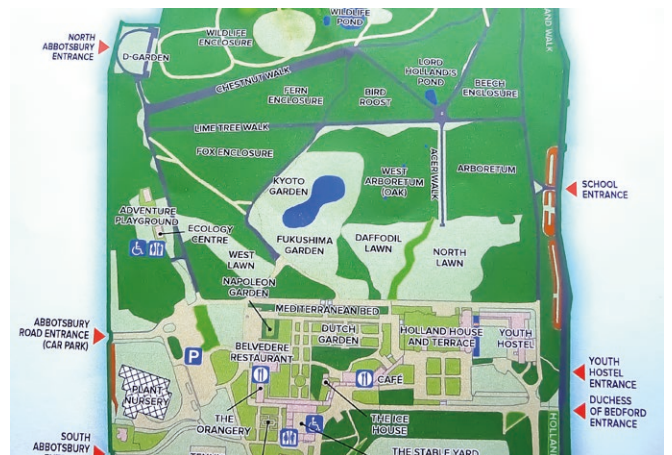 WILDLIFE
POND
LAND WALK
NORTH
ABBOTSBURY
ENTRANCE
WILDLIFE
ENCLOSURE
D-GARDEN
LORD
HOLLAND'S
POND
CHESTNUT WALK
FERN
ENCLOSURE
BIRD
ROOST
BEECH
ENCLOSURE
LIME TREE WALK
FOX ENCLOSURE
ACER WALK
KYOTO
GARDEN
WEST
ARBORETUM
(OAK)
ARBORETUM
SCHOOL
ENTRANCE
ADVENTURE
PLAYGROUND
ECOLOGY
CENTRE
FUKUSHIMA
GARDEN
DAFFODIL
LAWN
NORTH
LAWN
WEST
LAWN
NAPOLEON
GARDEN
MEDITERRANEAN BED
ABBOTSBURY
ROAD ENTRANCE
(CAR PARK)
P
BELVEDERE
RESTAURANT
DUTCH
GARDEN
HOLLAND HOUSE
AND TERRACE
YOUTH
HOSTEL
YOUTH
HOSTEL
ENTRANCE
CAFÉ
PLANT
NURSERY
THE
ORANGERY
THE ICE
HOUSE
DUCHESS
OF BEDFORD
ENTRANCE
HOLLAN
SOUTH
ABBOTSBURY
THE STABLE YARD